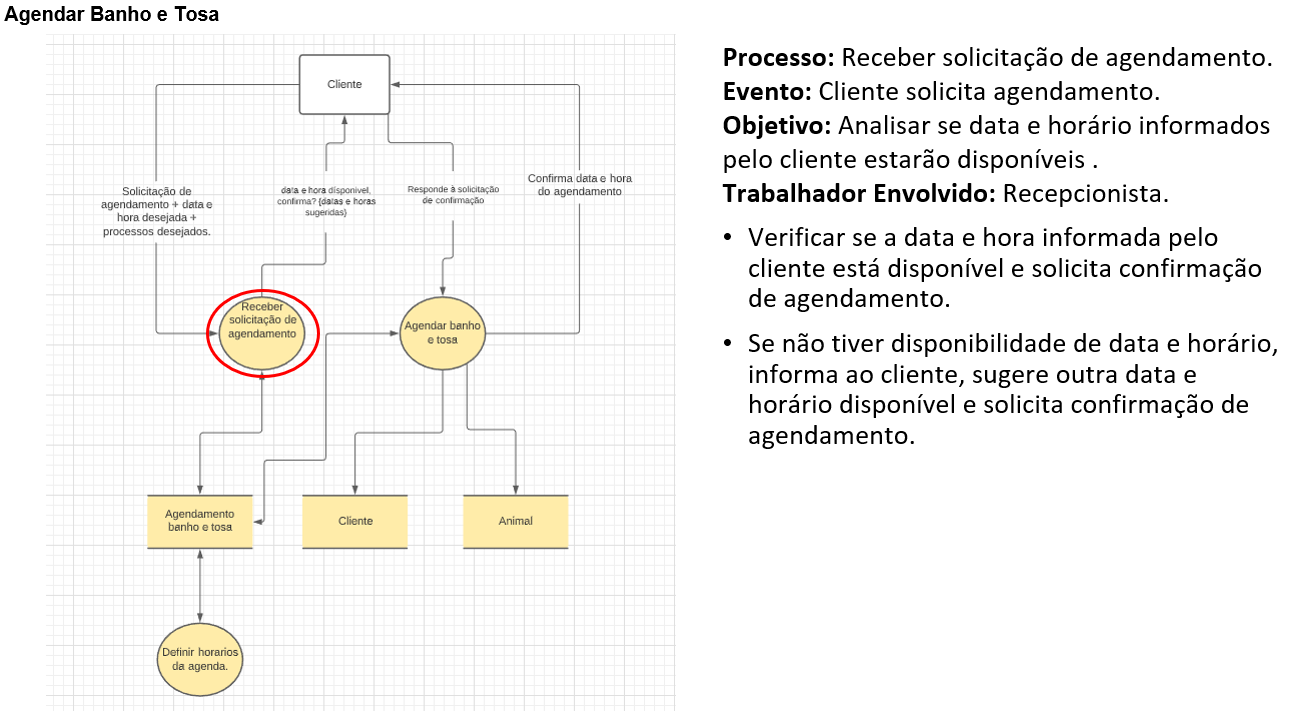 Agendar Banho e Tosa
Cliente
Solicitação de
agendamento + data e
hora desejada +
processos desejados.
data e hora disponivel,
confirma? (datas e horas
sugeridas)
Responde à solicitação
de confirmação
Confirma data e hora
do agendamento
Receber
solicitação de
agendamento
Agendar banho
e tosa
Agendamento
banho e tosa
Cliente
Animal
Definir horarios
da agenda.
Processo: Receber solicitação de agendamento.
Evento: Cliente solicita agendamento.
Objetivo: Analisar se data e horário informados
pelo cliente estarão disponíveis .
Trabalhador Envolvido: Recepcionista.
• Verificar se a data e hora informada pelo
cliente está disponível e solicita confirmação
de agendamento.
• Se não tiver disponibilidade de data e horário,
informa ao cliente, sugere outra data e
horário disponível e solicita confirmação de
agendamento.